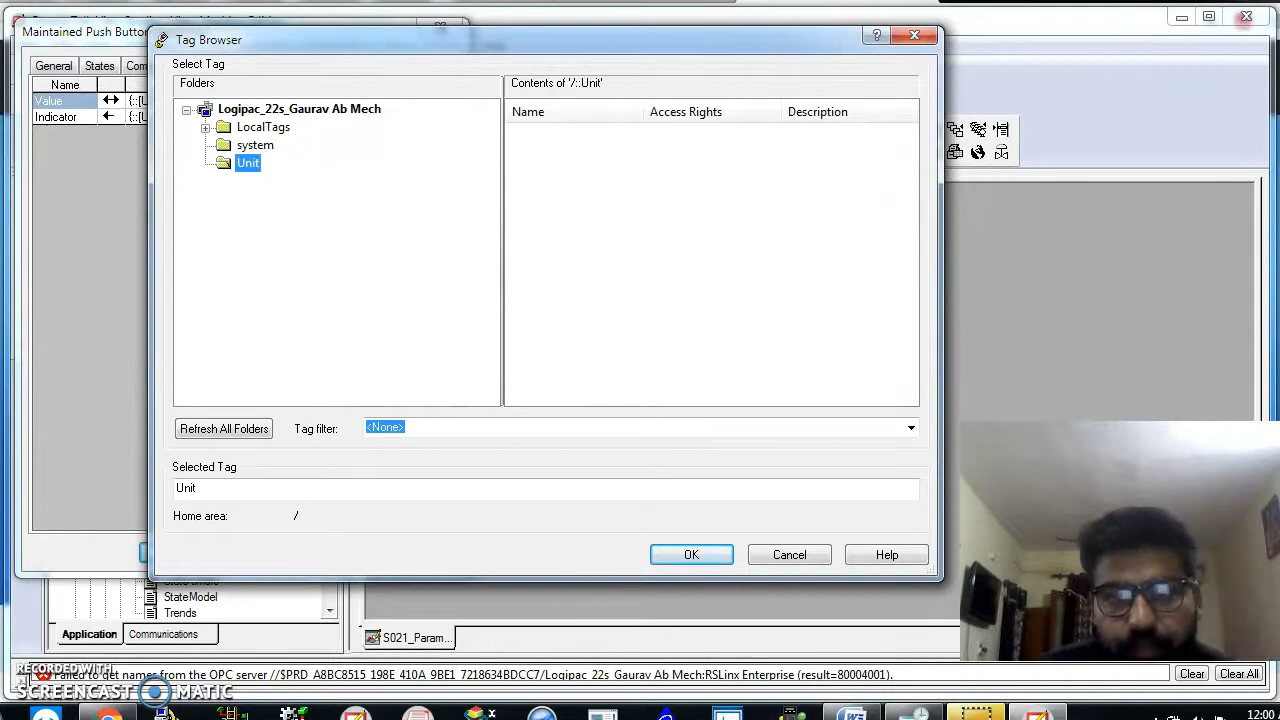 Maintained Push Butto
Tag Browser
Select Tag
General States Com
Folders
Contents of '/::Unit'
Name
Value {::[L
Indicator {::[L
Logipac_22s_Gaurav Ab Mech
Name Access Rights Description
LocalTags
system
Unit
Refresh All Folders Tag filter: <None>
Selected Tag
Unit
Home area: /
OK Cancel Help
StateModel
Trends
Application Communications
S021_Param...
RECORDED WITH
Failed to get names from the OPC server //$PRD_A8BC8515_198E_410A_9BE1_7218634BDCC7/Logipac_22s_Gaurav Ab Mech:RSLinx Enterprise (result=80004001).
Clear Clear All
SCREENCAST MATIC
12:00